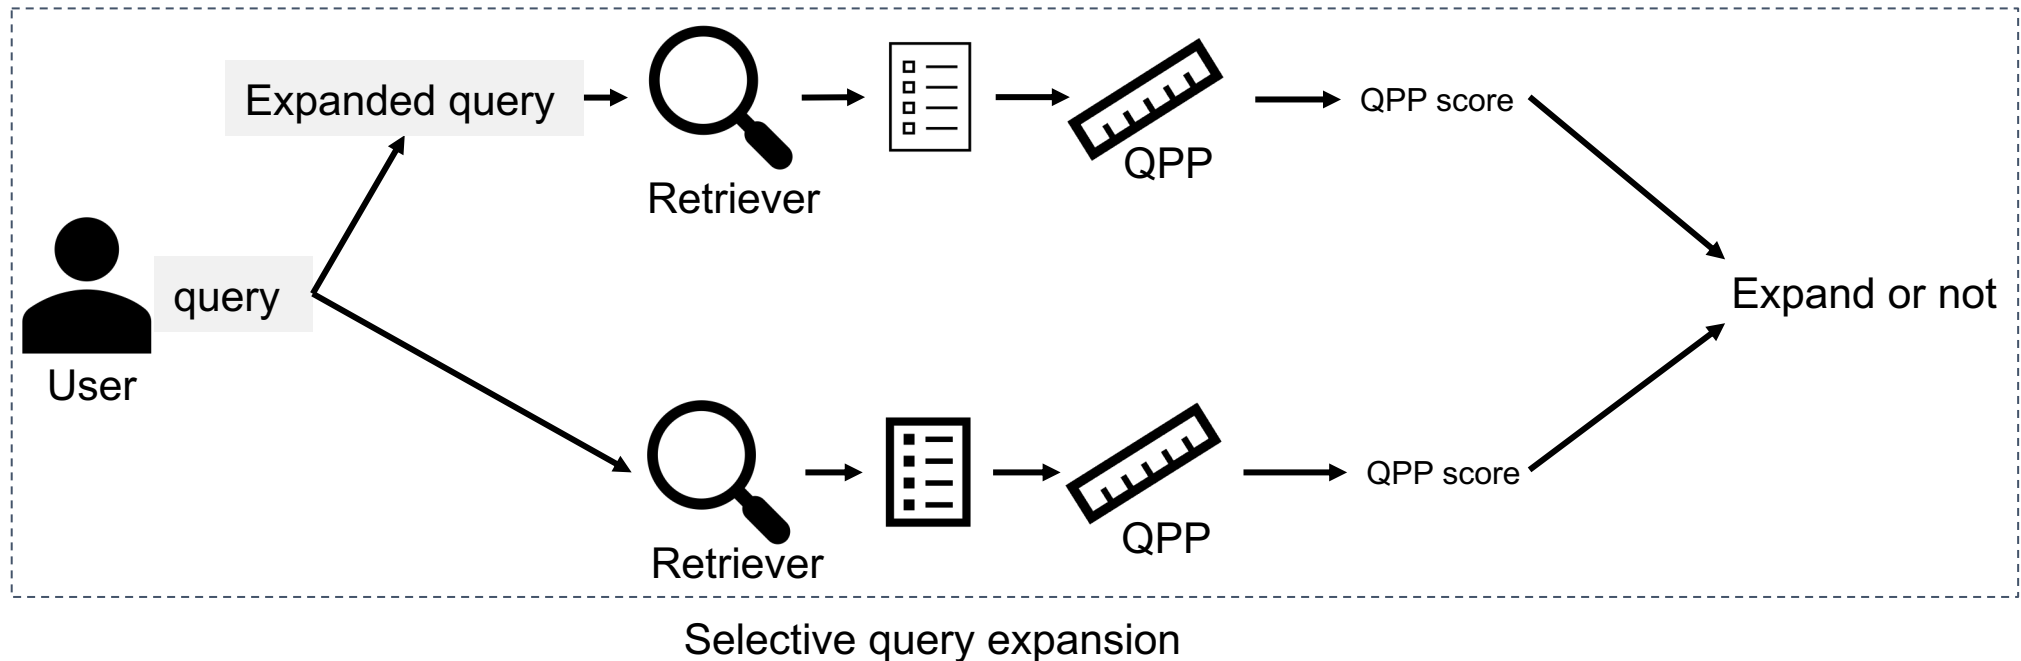 Expanded query
Retriever
QPP
QPP score
User
query
Expand or not
Retriever
QPP
QPP score
Selective query expansion